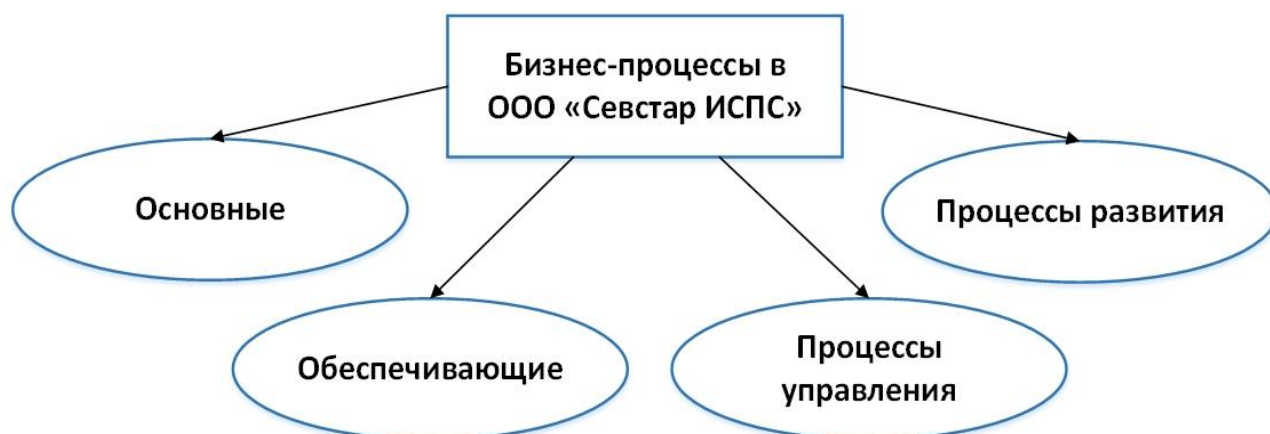 Бизнес-процессы в
ООО «Севстар ИСПС»
Основные
Процессы развития
Обеспечивающие
Процессы
управления